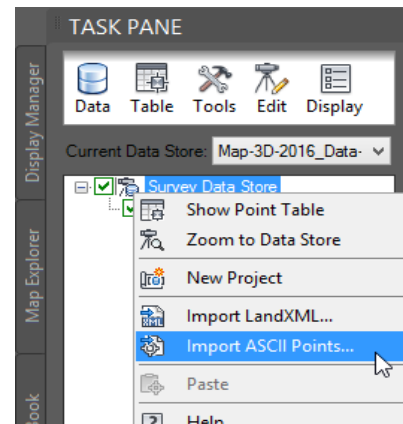 TASK PANE
Data Table Tools Edit Display
Current Data Store: Map-3D-2016_Data-
Survey Data Store
Show Point Table
Zoom to Data Store
New Project
Import LandXML...
Import ASCII Points...
Paste
Help
Display Manager
Map Explorer
Book